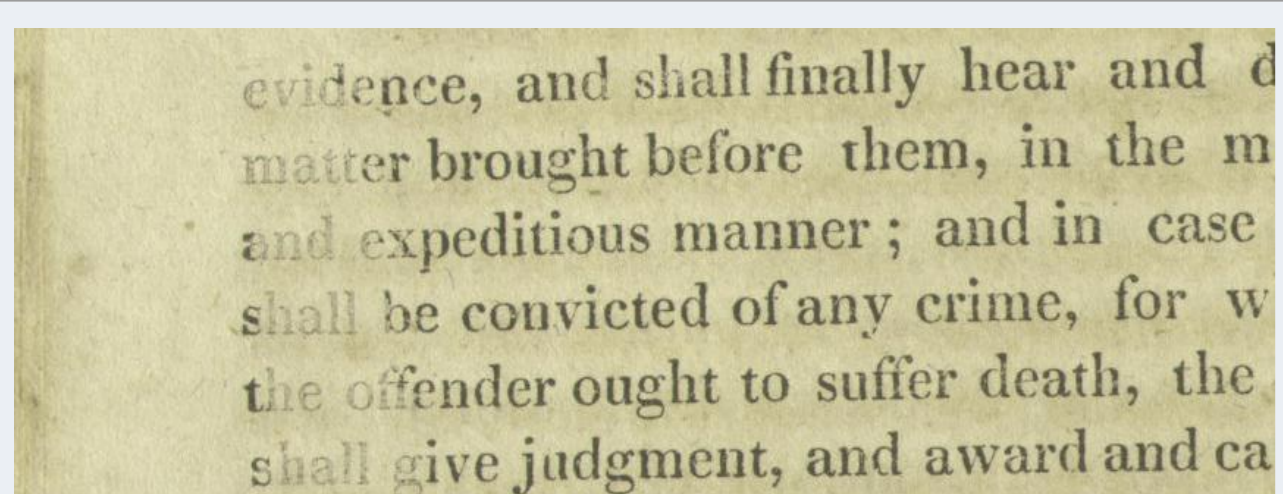 evidence, and shall finally hear and
matter brought before them, in the
and expeditious manner ; and in case
shall be convicted of any crime, for
the offender ought to suffer death, the
shall give judgment, and award and